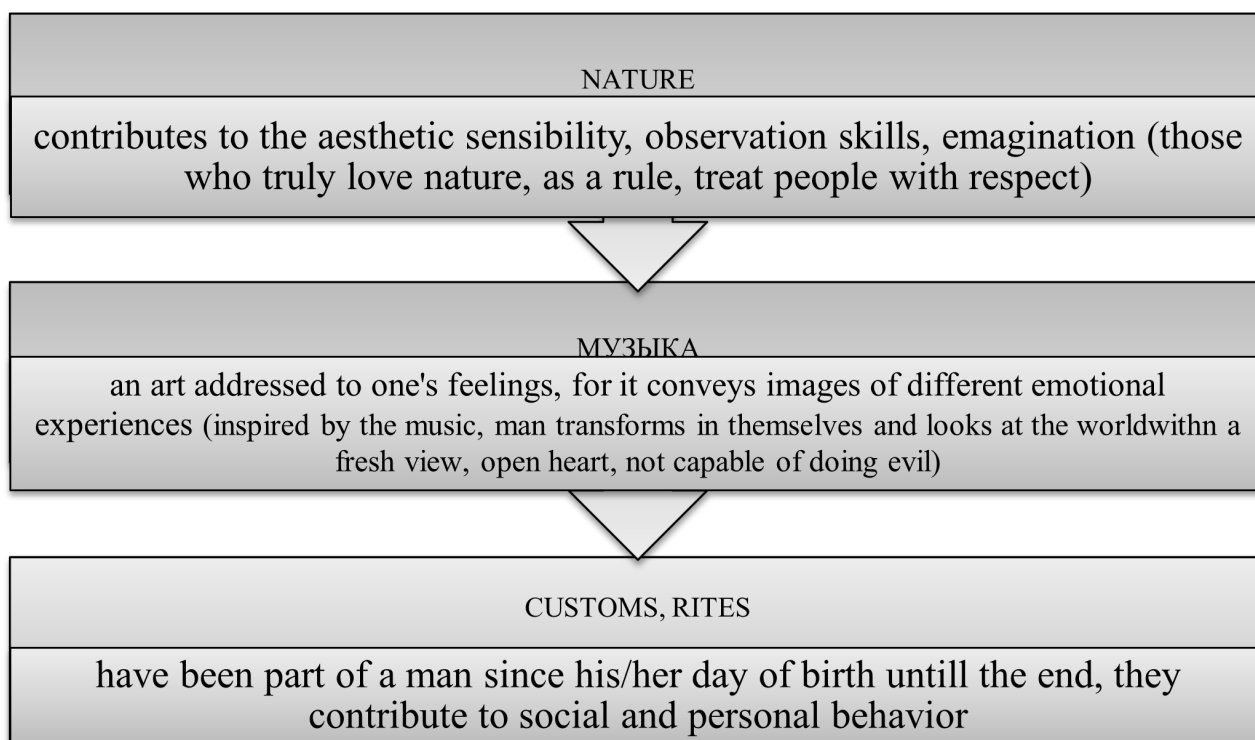 NATURE
contributes to the aesthetic sensibility, observation skills, emagination (those
who truly love nature, as a rule, treat people with respect)
МУЗЫКА
an art addressed to one's feelings, for it conveys images of different emotional
experiences (inspired by the music, man transforms in themselves and looks at the worldwithn a
fresh view, open heart, not capable of doing evil)
CUSTOMS, RITES
have been part of a man since his/her day of birth untill the end, they
contribute to social and personal behavior